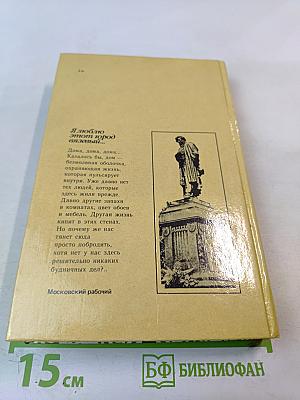 Я люблю
этот город
вязевый...
Дома, дома, дома...
Казалось бы, дом —
безмолвная оболочка,
охраняющая жизнь,
которая пульсирует
внутри. Уже давно нет
тех людей, которые
здесь жили прежде.
Давно другие запахи
в комнатах, цвет обоев
и мебель. Другая жизнь
кипит в этих стенах.
Но почему же нас
тянет сюда
просто побродить,
хотя нет у нас здесь
решительно никаких
будничных дел?..
Московский рабочий
15 см
БФ БИБЛИОФАН